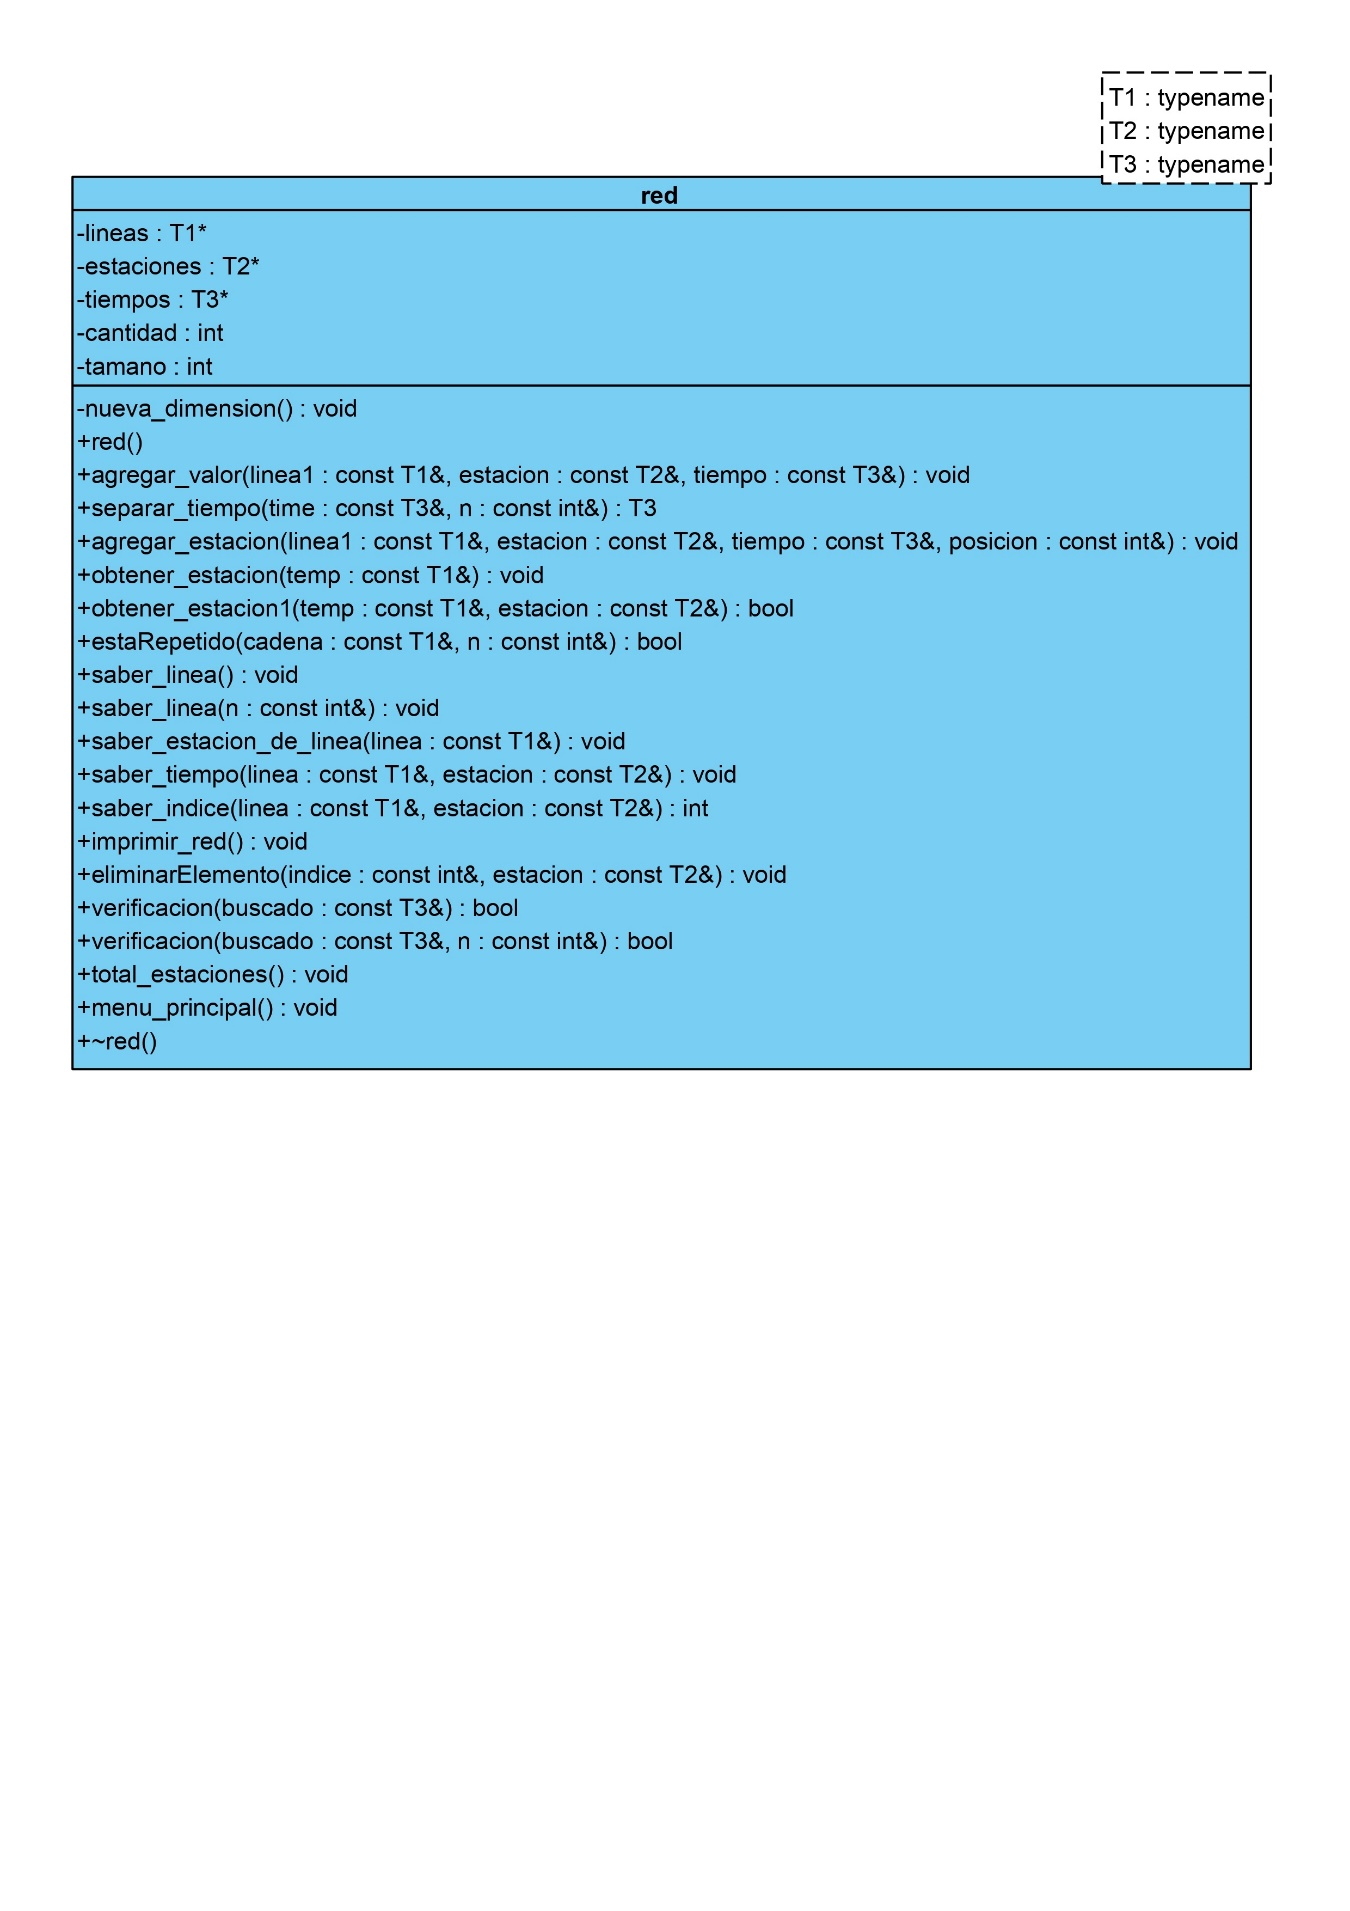 T1 : typename
T2 : typename
T3 : typename
red
-lineas : T1*
-estaciones : T2*
-tiempos : T3*
-cantidad : int
-tamano : int
-nueva_dimension() : void
+red()
+agregar_valor(linea1 : const T1&, estacion : const T2&, tiempo : const T3&) : void
+separar_tiempo(time : const T3&, n : const int&) : T3
+agregar_estacion(linea1 : const T1&, estacion : const T2&, tiempo : const T3&, posicion : const int&) : void
+obtener_estacion(temp : const T1&) : void
+obtener_estacion1(temp : const T1&, estacion : const T2&) : bool
+estaRepetido(cadena : const T1&, n : const int&) : bool
+saber_linea() : void
+saber_linea(n : const int&) : void
+saber_estacion_de_linea(linea : const T1&) : void
+saber_tiempo(linea : const T1&, estacion : const T2&) : void
+saber_indice(linea : const T1&, estacion : const T2&) : int
+imprimir_red() : void
+eliminarElemento(indice : const int&, estacion : const T2&) : void
+verificacion(buscado : const T3&) : bool
+verificacion(buscado : const T3&, n : const int&) : bool
+total_estaciones() : void
+menu_principal() : void
+~red()